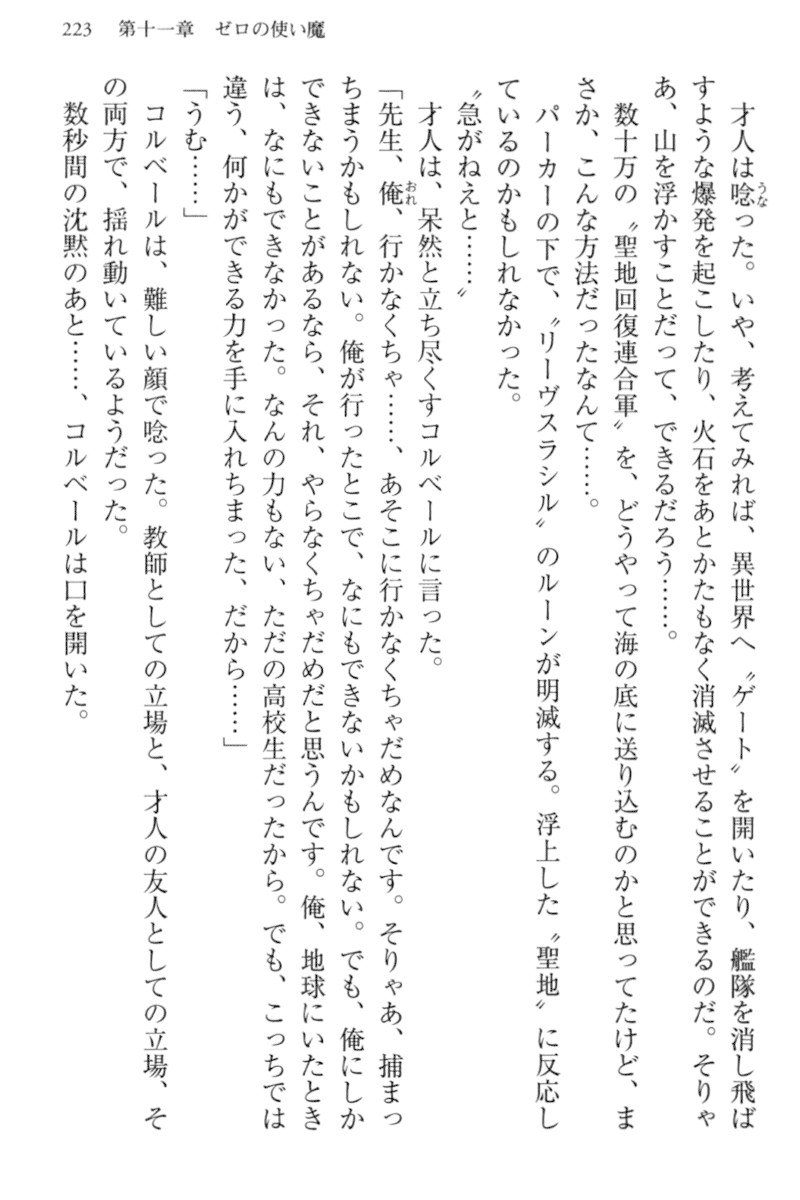 223　第十一章　ゼロの使い魔
　才人は唸った。いや、考えてみれば、異世界へ〝ゲート〟を開いたり、艦隊を消し飛ば
すような爆発を起こしたり、火石をあとかたもなく消滅させることができるのだ。そりゃ
あ、山を浮かすことだって、できるだろう……。
　数十万の〝聖地回復連合軍〟を、どうやって海の底に送り込むのかと思ってたけど、ま
さか、こんな方法だったなんて……。
　パーカーの下で、〝リーヴスラシル〟のルーンが明滅する。浮上した〝聖地〟に反応し
ているのかもしれなかった。
〝急がねえと……〟
　才人は、呆然と立ち尽くすコルベールに言った。
「先生、俺、行かなくちゃ……、あそこに行かなくちゃだめなんです。そりゃあ、捕まっ
ちまうかもしれない。俺が行ったとこで、なにもできないかもしれない。でも、俺にしか
できないことがあるなら、それ、やらなくちゃだめだと思うんです。俺、地球にいたとき
は、なにもできなかった。なんの力もない、ただの高校生だったから。でも、こっちでは
違う、何かができる力を手に入れちまった、だから……」
「うむ……」
　コルベールは、難しい顔で唸った。教師としての立場と、才人の友人としての立場、そ
の両方で、揺れ動いているようだった。
　数秒間の沈黙のあと……、コルベールは口を開いた。
うな
おれ